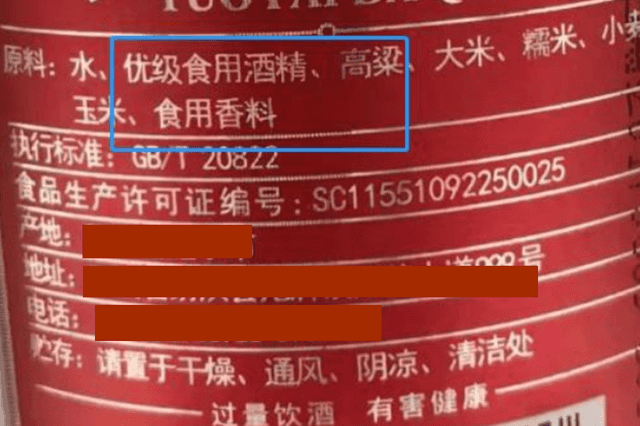 原料：水、优级食用酒精、高粱、大米、糯米、小
玉米、食用香料
执行标准：GB/T 20822
食品生产许可证编号：SC11551092250025
产地：
地址：
电话：
贮存：请置于干燥、通风、阴凉、清洁处
过量饮酒 有害健康